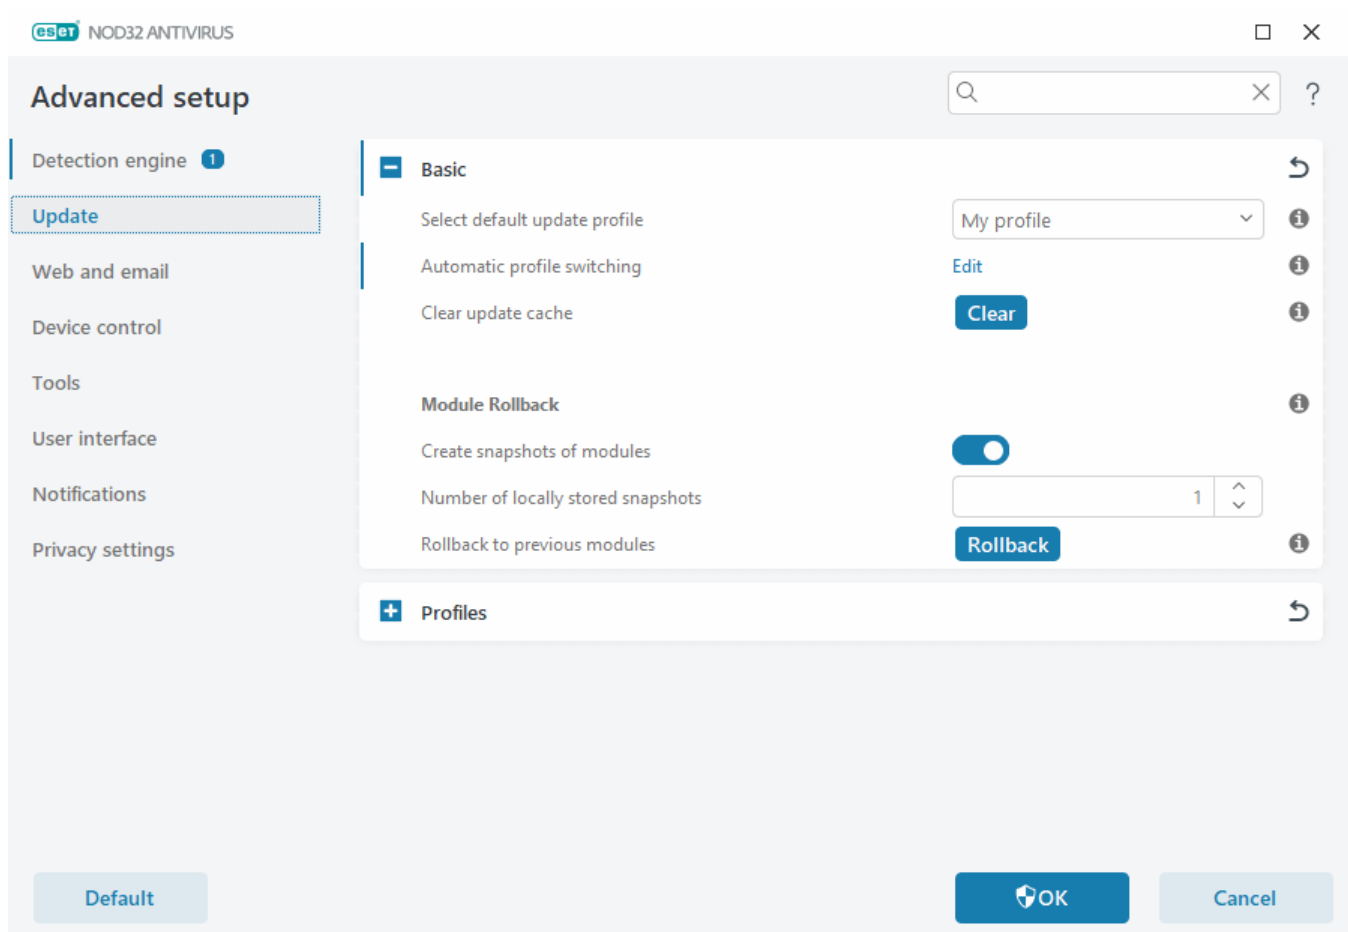 eset NOD32 ANTIVIRUS
Advanced setup
?
Detection engine 1
Update
Web and email
Device control
Tools
User interface
Notifications
Privacy settings
Basic
Select default update profile My profile
Automatic profile switching Edit
Clear update cache Clear
Module Rollback
Create snapshots of modules
Number of locally stored snapshots 1
Rollback to previous modules Rollback
Profiles
Default
OK
Cancel